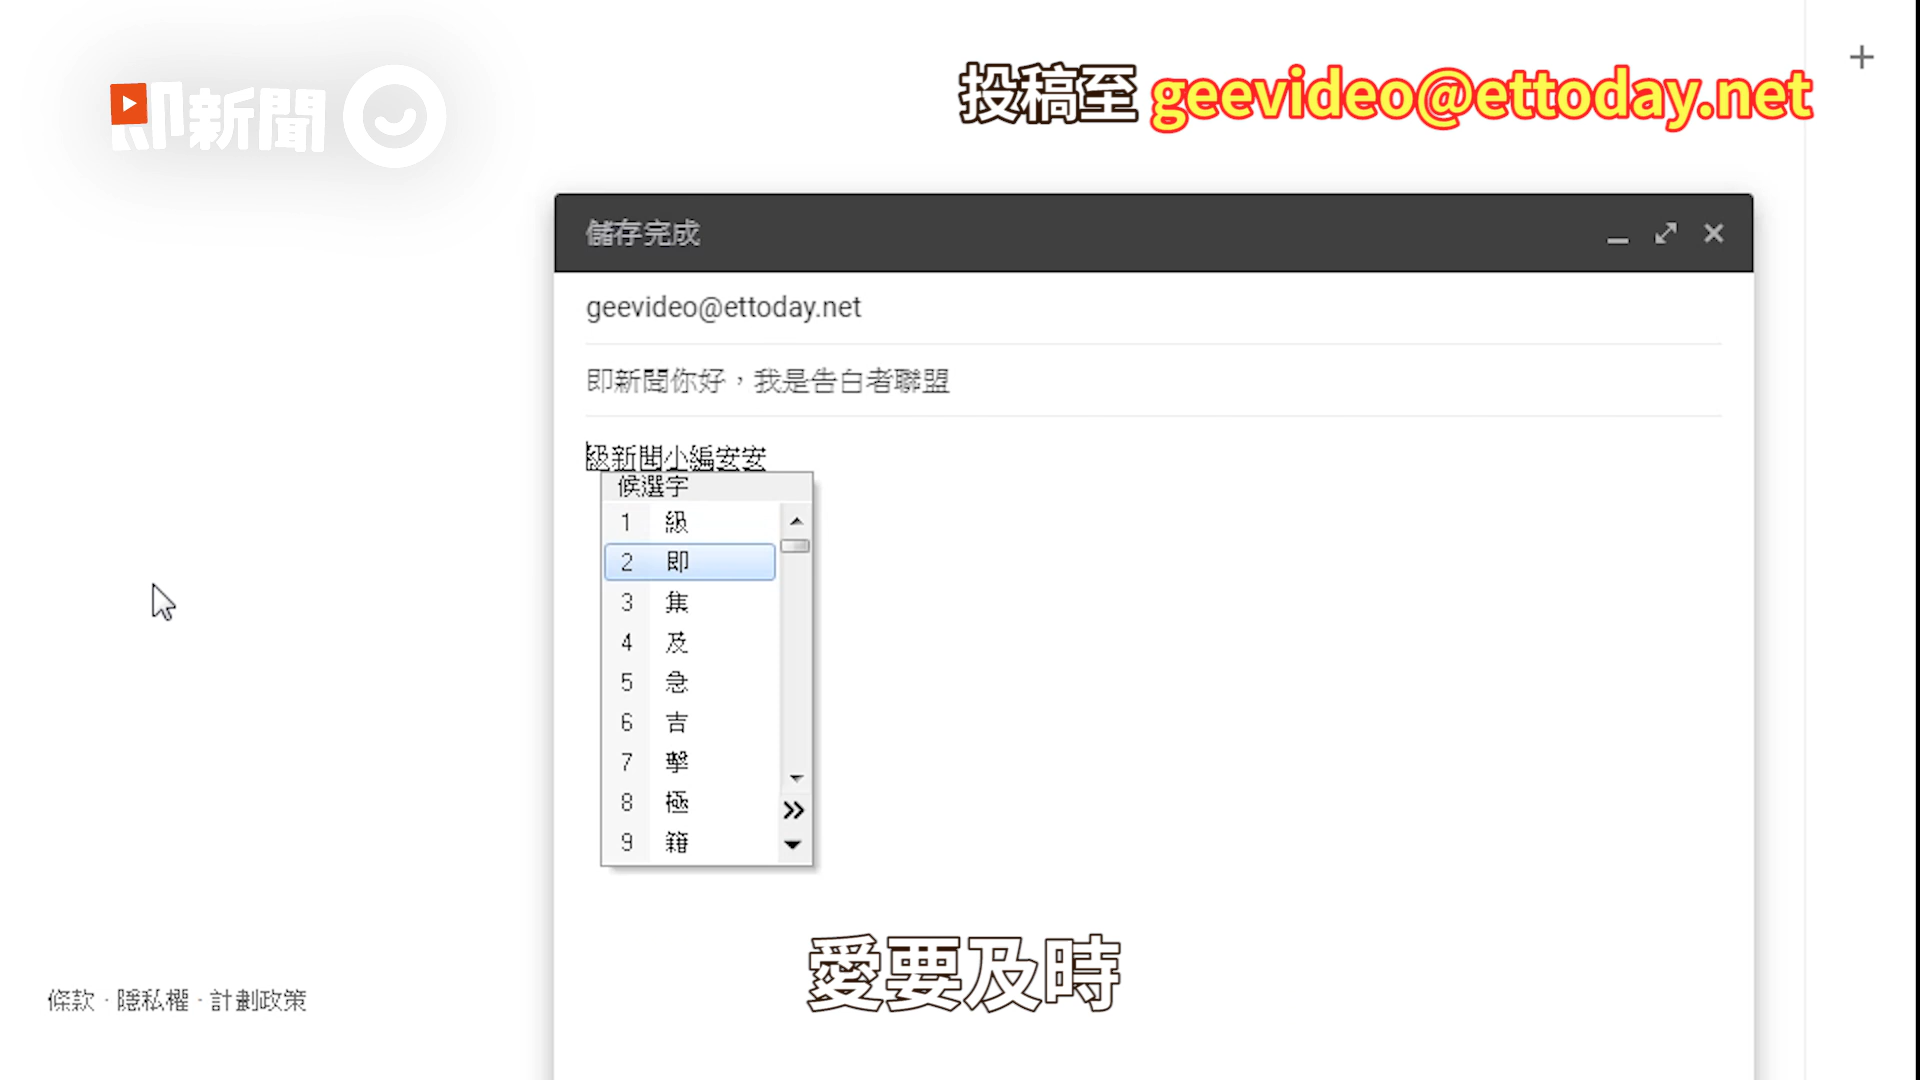 即新聞
投稿至 geevideo@ettoday.net
儲存完成
geevideo@ettoday.net
即新聞你好，我是告白者聯盟
級新聞小編安安
候選字
1 級
2 即
3 集
4 及
5 急
6 吉
7 擊
8 極
9 籍
愛要及時
條款 · 隱私權 · 計劃政策